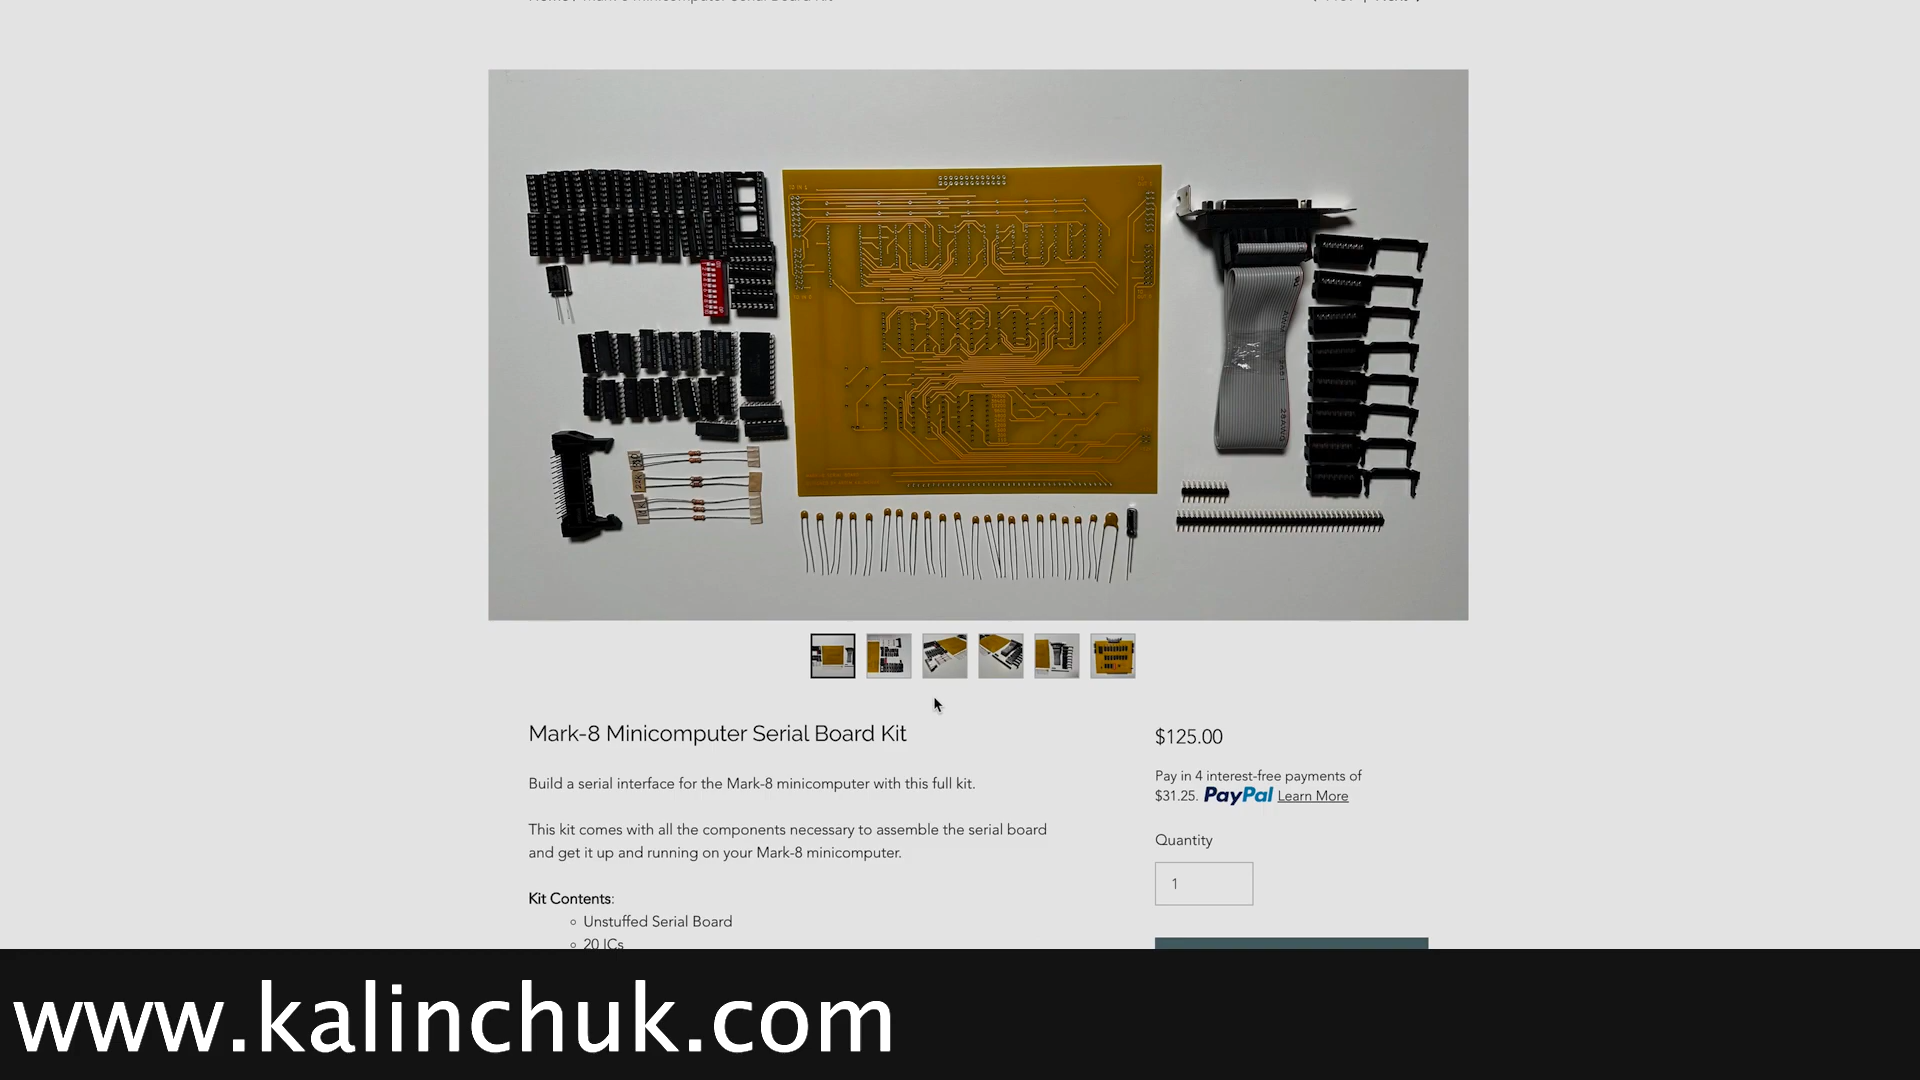 Mark-8 Minicomputer Serial Board Kit
$125.00
Build a serial interface for the Mark-8 minicomputer with this full kit.
Pay in 4 interest-free payments of
$31.25. PayPal Learn More
This kit comes with all the components necessary to assemble the serial board
and get it up and running on your Mark-8 minicomputer.
Quantity
1
Kit Contents:
Unstuffed Serial Board
20 ICs
www.kalinchuk.com